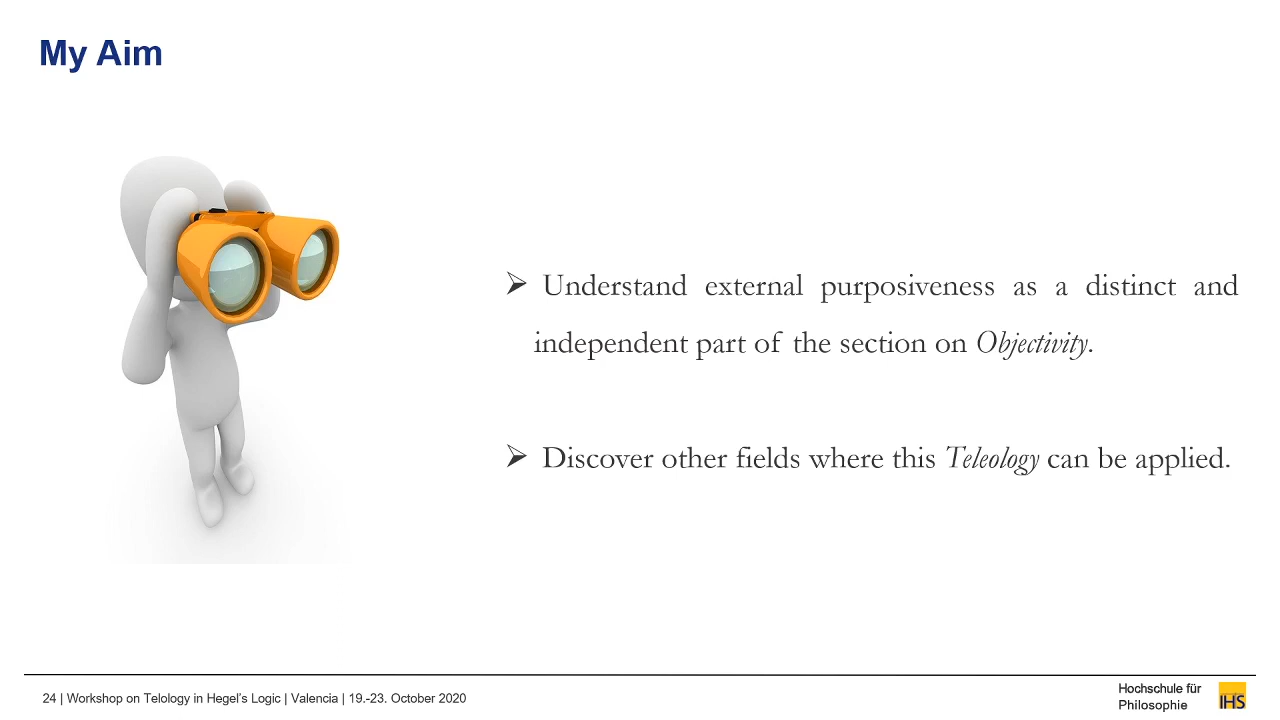 My Aim
➢ Understand external purposiveness as a distinct and
independent part of the section on Objectivity.
➢ Discover other fields where this Teleology can be applied.
24 | Workshop on Telology in Hegel's Logic | Valencia | 19.-23. October 2020
Hochschule für
Philosophie
IHS